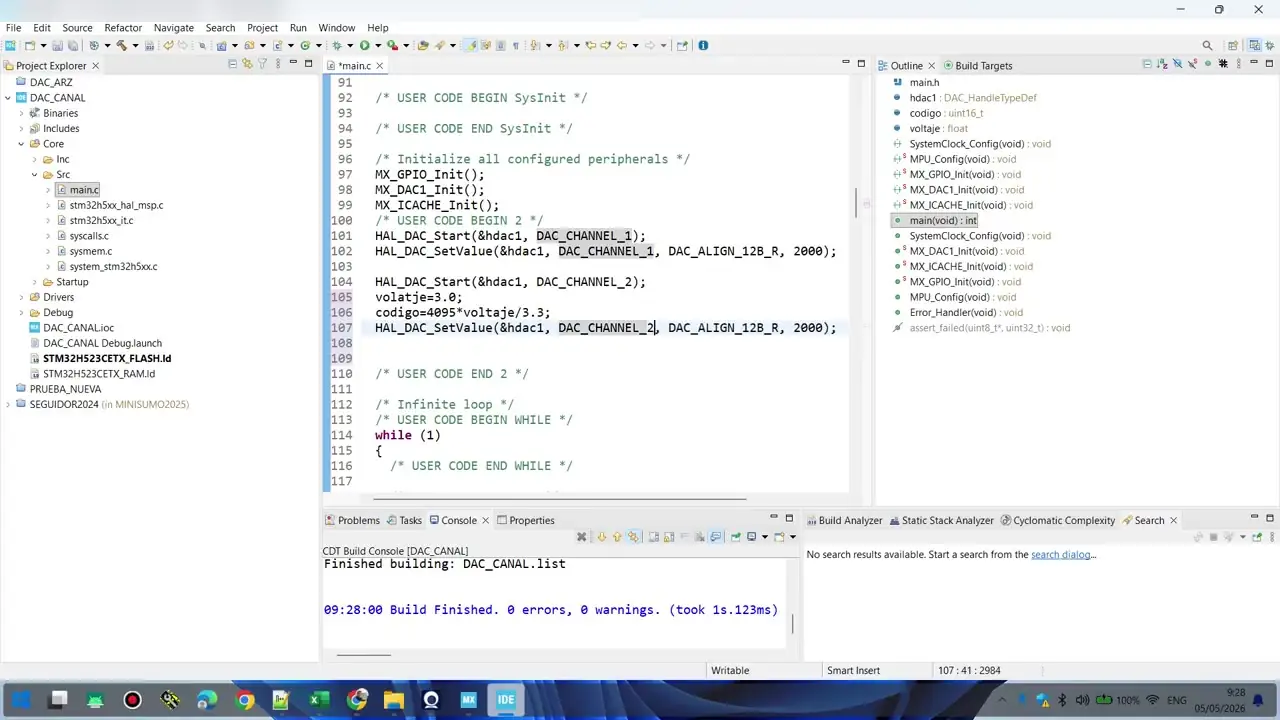 File Edit Source Refactor Navigate Search Project Run Window Help
Project Explorer
*main.c
Outline
Build Targets
DAC_ARZ
DAC_CANAL
Binaries
Includes
Core
Inc
Src
main.c
stm32h5xx_hal_msp.c
stm32h5xx_it.c
syscalls.c
sysmem.c
system_stm32h5xx.c
Startup
Drivers
Debug
DAC_CANAL.ioc
DAC_CANAL Debug.launch
STM32H523CETX_FLASH.ld
STM32H523CETX_RAM.ld
PRUEBA_NUEVA
SEGUIDOR2024 (in MINISUMO2025)
91
92 /* USER CODE BEGIN SysInit */
93
94 /* USER CODE END SysInit */
95
96 /* Initialize all configured peripherals */
97 MX_GPIO_Init();
98 MX_DAC1_Init();
99 MX_ICACHE_Init();
100 /* USER CODE BEGIN 2 */
101 HAL_DAC_Start(&hdac1, DAC_CHANNEL_1);
102 HAL_DAC_SetValue(&hdac1, DAC_CHANNEL_1, DAC_ALIGN_12B_R, 2000);
103
104 HAL_DAC_Start(&hdac1, DAC_CHANNEL_2);
105 volatje=3.0;
106 codigo=4095*voltaje/3.3;
107 HAL_DAC_SetValue(&hdac1, DAC_CHANNEL_2, DAC_ALIGN_12B_R, 2000);
108
109
110 /* USER CODE END 2 */
111
112 /* Infinite loop */
113 /* USER CODE BEGIN WHILE */
114 while (1)
115 {
116 /* USER CODE END WHILE */
117
main.h
hdac1 : DAC_HandleTypeDef
codigo : uint16_t
voltaje : float
SystemClock_Config(void) : void
MPU_Config(void) : void
MX_GPIO_Init(void) : void
MX_DAC1_Init(void) : void
MX_ICACHE_Init(void) : void
main(void) : int
SystemClock_Config(void) : void
MX_DAC1_Init(void) : void
MX_ICACHE_Init(void) : void
MX_GPIO_Init(void) : void
MPU_Config(void) : void
Error_Handler(void) : void
assert_failed(uint8_t*, uint32_t) : void
Problems Tasks Console Properties
CDT Build Console [DAC_CANAL]
Finished building: DAC_CANAL.list
09:28:00 Build Finished. 0 errors, 0 warnings. (took 1s.123ms)
Build Analyzer Static Stack Analyzer Cyclomatic Complexity Search
No search results available. Start a search from the search dialog...
Writable Smart Insert 107 : 41 : 2984
MX
IDE
100%
ENG
9:28
05/05/2026